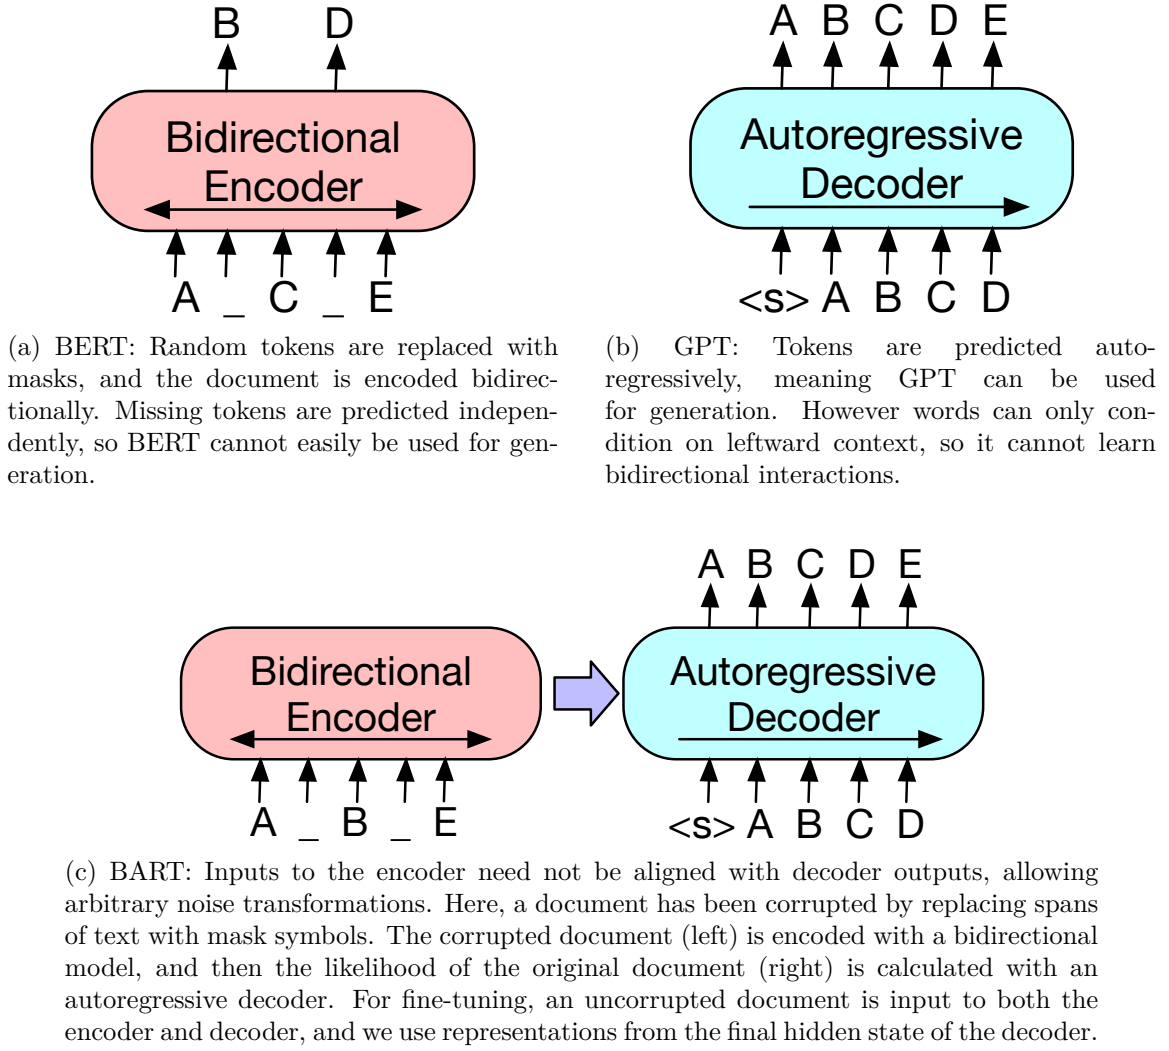 B D
Bidirectional
Encoder
A _ C _ E
(a) BERT: Random tokens are replaced with
masks, and the document is encoded bidirec-
tionally. Missing tokens are predicted indepen-
dently, so BERT cannot easily be used for gen-
eration.
A B C D E
Autoregressive
Decoder
<s> A B C D
(b) GPT: Tokens are predicted auto-
regressively, meaning GPT can be used
for generation. However words can only con-
dition on leftward context, so it cannot learn
bidirectional interactions.
Bidirectional
Encoder
A _ B _ E
A B C D E
Autoregressive
Decoder
<s> A B C D
(c) BART: Inputs to the encoder need not be aligned with decoder outputs, allowing
arbitrary noise transformations. Here, a document has been corrupted by replacing spans
of text with mask symbols. The corrupted document (left) is encoded with a bidirectional
model, and then the likelihood of the original document (right) is calculated with an
autoregressive decoder. For fine-tuning, an uncorrupted document is input to both the
encoder and decoder, and we use representations from the final hidden state of the decoder.